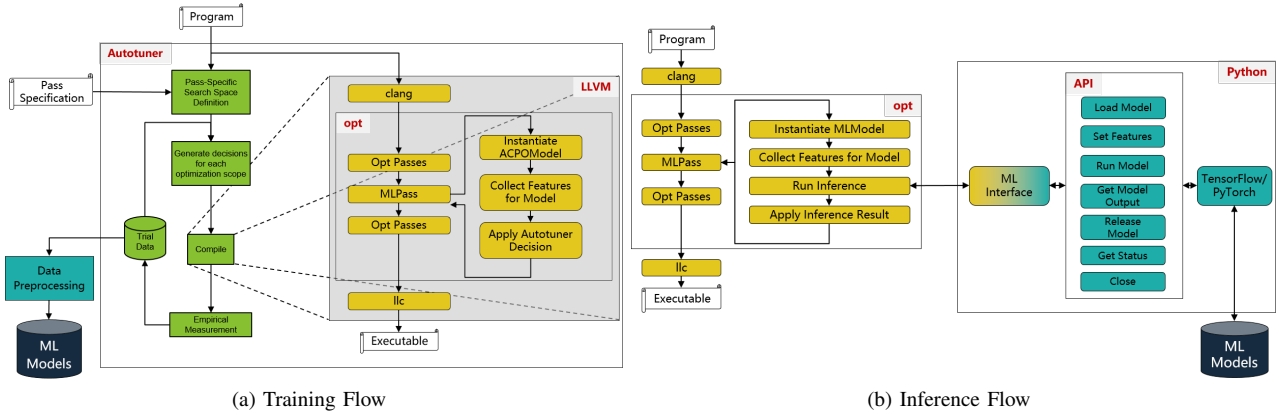 Program
Autotuner
Pass
Specification
Pass-Specific
Search Space
Definition
Generate decisions
for each
optimization scope
Trial
Data
Compile
Empirical
Measurement
Data
Preprocessing
ML
Models
LLVM
clang
opt
Opt Passes
MLPass
Opt Passes
Instantiate
ACPOModel
Collect Features
for Model
Apply Autotuner
Decision
llc
Executable
(a) Training Flow
Program
clang
opt
Opt Passes
MLPass
Opt Passes
Instantiate MLModel
Collect Features for Model
Run Inference
Apply Inference Result
llc
Executable
Python
ML
Interface
API
Load Model
Set Features
Run Model
Get Model
Output
Release
Model
Get Status
Close
TensorFlow/
PyTorch
ML
Models
(b) Inference Flow